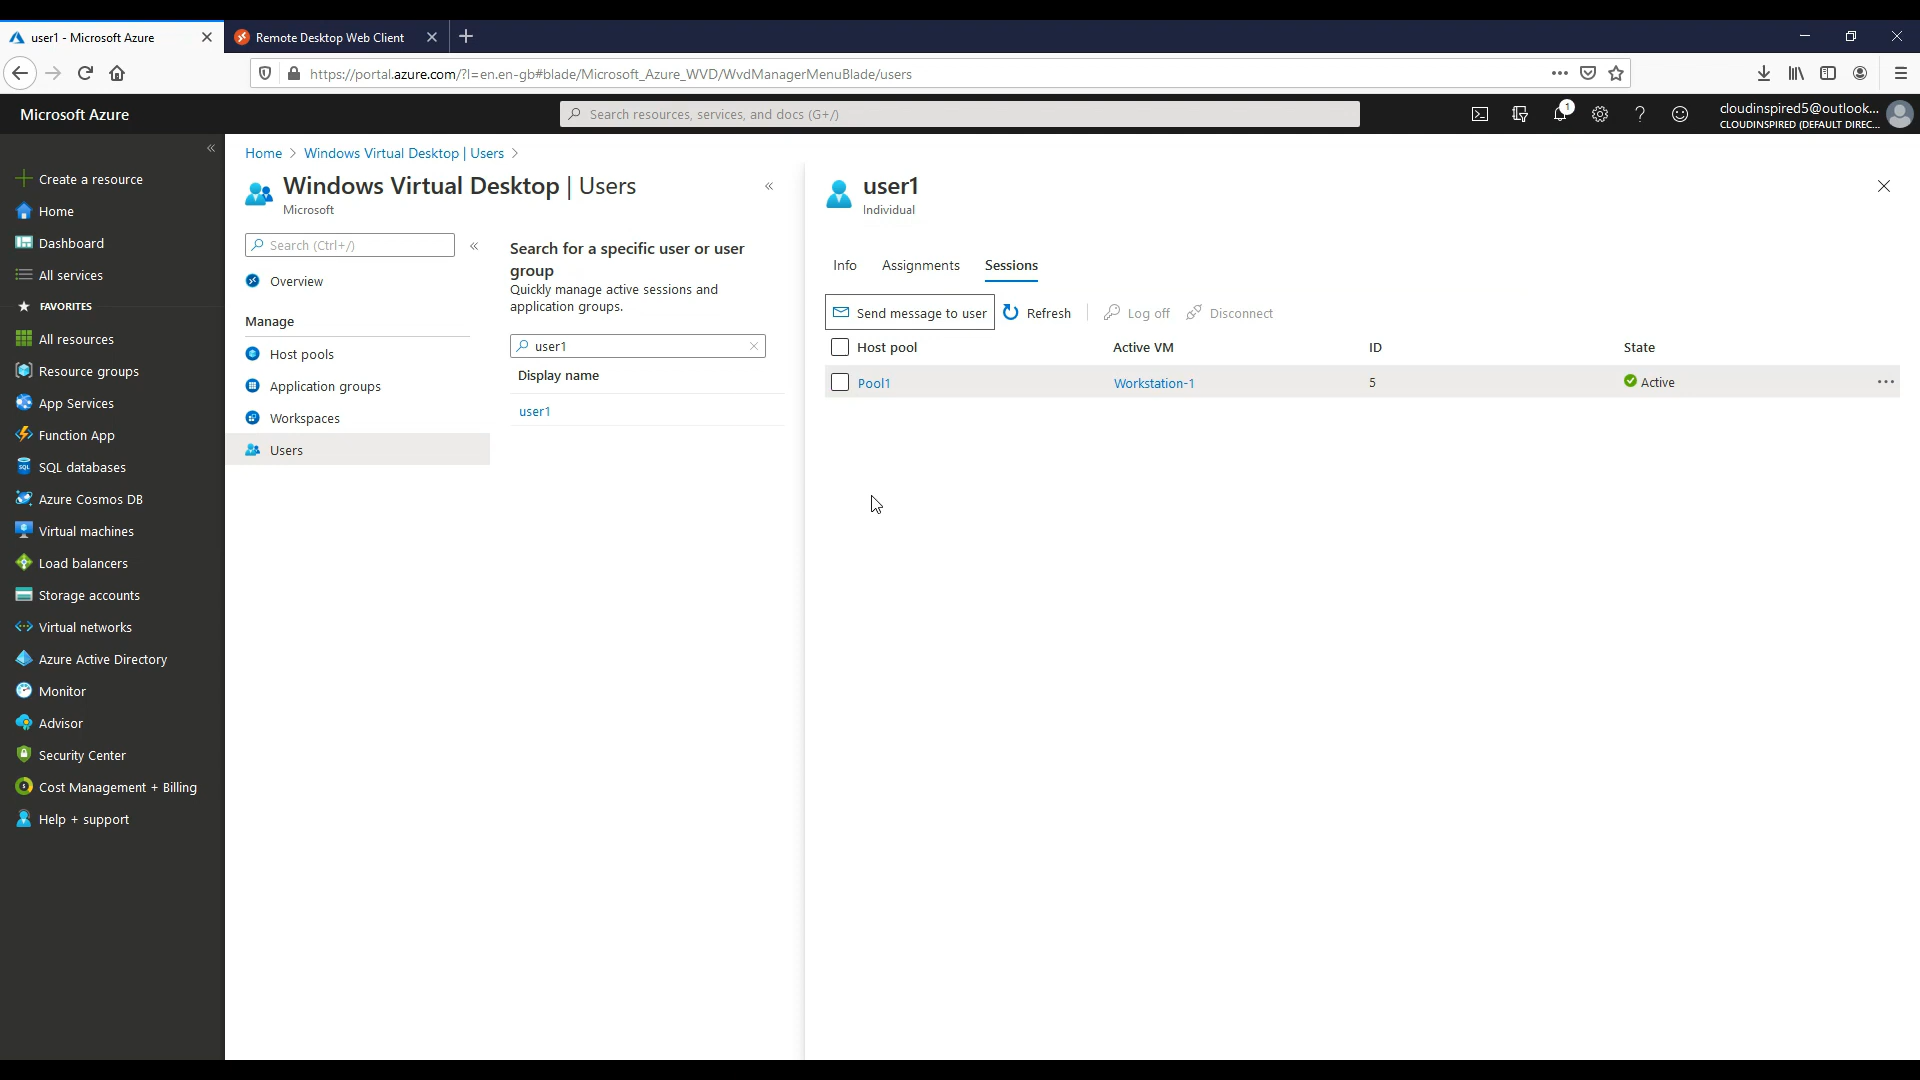 user1 - Microsoft Azure
Remote Desktop Web Client
https://portal.azure.com/?l=en.en-gb#blade/Microsoft_Azure_WVD/WvdManagerMenuBlade/users
Microsoft Azure
Search resources, services, and docs (G+/)
1
cloudinspired5@outlook...
CLOUDINSPIRED (DEFAULT DIREC...
Create a resource
Home
Dashboard
All services
FAVORITES
All resources
Resource groups
App Services
Function App
SQL databases
Azure Cosmos DB
Virtual machines
Load balancers
Storage accounts
Virtual networks
Azure Active Directory
Monitor
Advisor
Security Center
Cost Management + Billing
Help + support
Home > Windows Virtual Desktop | Users >
Windows Virtual Desktop | Users
Microsoft
Search (Ctrl+/)
Overview
Manage
Host pools
Application groups
Workspaces
Users
Search for a specific user or user
group
Quickly manage active sessions and
application groups.
user1
Display name
user1
user1
Individual
Info Assignments Sessions
Send message to user Refresh Log off Disconnect
Host pool Active VM ID State
Pool1 Workstation-1 5 Active